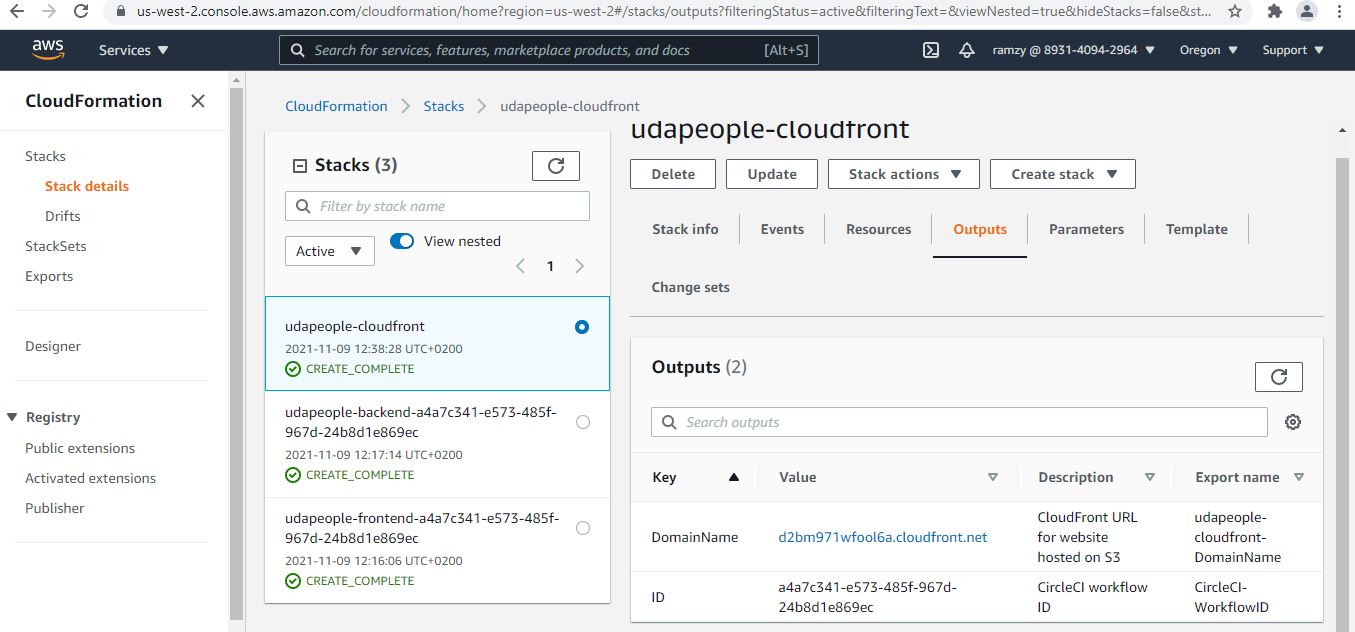 us-west-2.console.aws.amazon.com/cloudformation/home?region=us-west-2#/stacks/outputs?filteringStatus=active&filteringText=&viewNested=true&hideStacks=false&st...
aws
Services
Search for services, features, marketplace products, and docs [Alt+S]
ramzy @ 8931-4094-2964
Oregon
Support
CloudFormation
Stacks
Stack details
Drifts
StackSets
Exports
Designer
Registry
Public extensions
Activated extensions
Publisher
CloudFormation > Stacks > udapeople-cloudfront
Stacks (3)
Filter by stack name
Active
View nested
1
udapeople-cloudfront
2021-11-09 12:38:28 UTC+0200
CREATE_COMPLETE
udapeople-backend-a4a7c341-e573-485f-
967d-24b8d1e869ec
2021-11-09 12:17:14 UTC+0200
CREATE_COMPLETE
udapeople-frontend-a4a7c341-e573-485f-
967d-24b8d1e869ec
2021-11-09 12:16:06 UTC+0200
CREATE_COMPLETE
udapeople-cloudfront
Delete
Update
Stack actions
Create stack
Stack info
Events
Resources
Outputs
Parameters
Template
Change sets
Outputs (2)
Search outputs
Key
Value
Description
Export name
DomainName
d2bm971wfool6a.cloudfront.net
CloudFront URL
for website
hosted on S3
udapeople-
cloudfront-
DomainName
ID
a4a7c341-e573-485f-967d-
24b8d1e869ec
CircleCI workflow
ID
CircleCI-
WorkflowID